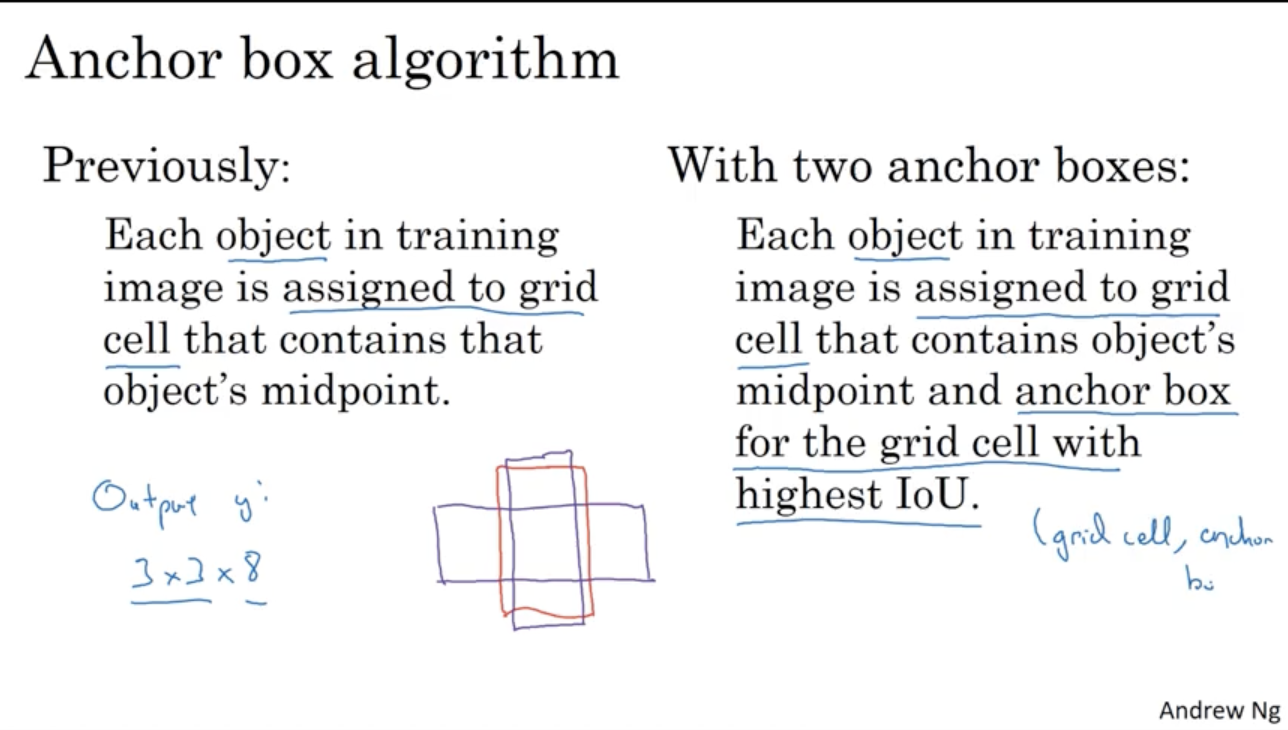 Anchor box algorithm
Previously:
Each object in training
image is assigned to grid
cell that contains that
object's midpoint.
Output y:
3 x 3 x 8
With two anchor boxes:
Each object in training
image is assigned to grid
cell that contains object's
midpoint and anchor box
for the grid cell with
highest IoU.
(grid cell, anchor
bo
Andrew Ng